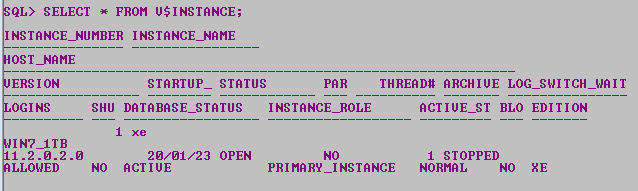 SQL> SELECT * FROM V$INSTANCE;
INSTANCE_NUMBER INSTANCE_NAME
HOST_NAME
VERSION STARTUP_ STATUS PAR THREAD# ARCHIVE LOG_SWITCH_WAIT
LOGINS SHU DATABASE_STATUS INSTANCE_ROLE ACTIVE_ST BLO EDITION
1 xe
WIN7_1TB
11.2.0.2.0 20/01/23 OPEN NO 1 STOPPED
ALLOWED NO ACTIVE PRIMARY_INSTANCE NORMAL NO XE